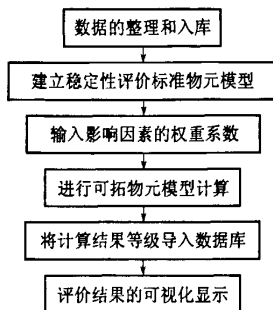 数据的整理和入库
建立稳定性评价标准物元模型
输入影响因素的权重系数
进行可拓物元模型计算
将计算结果等级导入数据库
评价结果的可视化显示